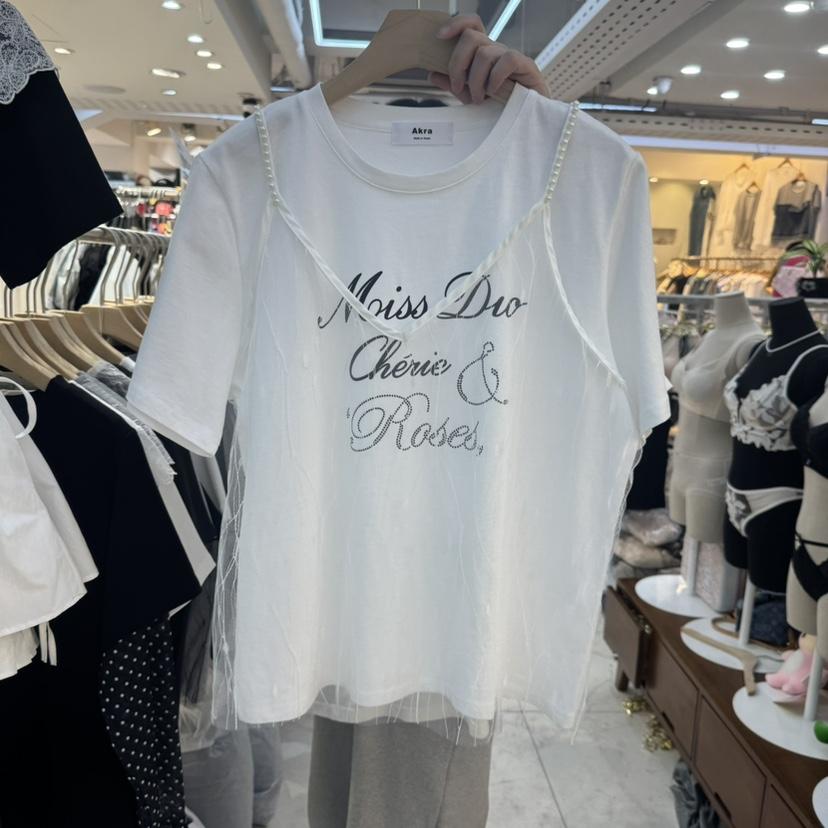 Akra
Miss Dio
Chérie &
Roses,